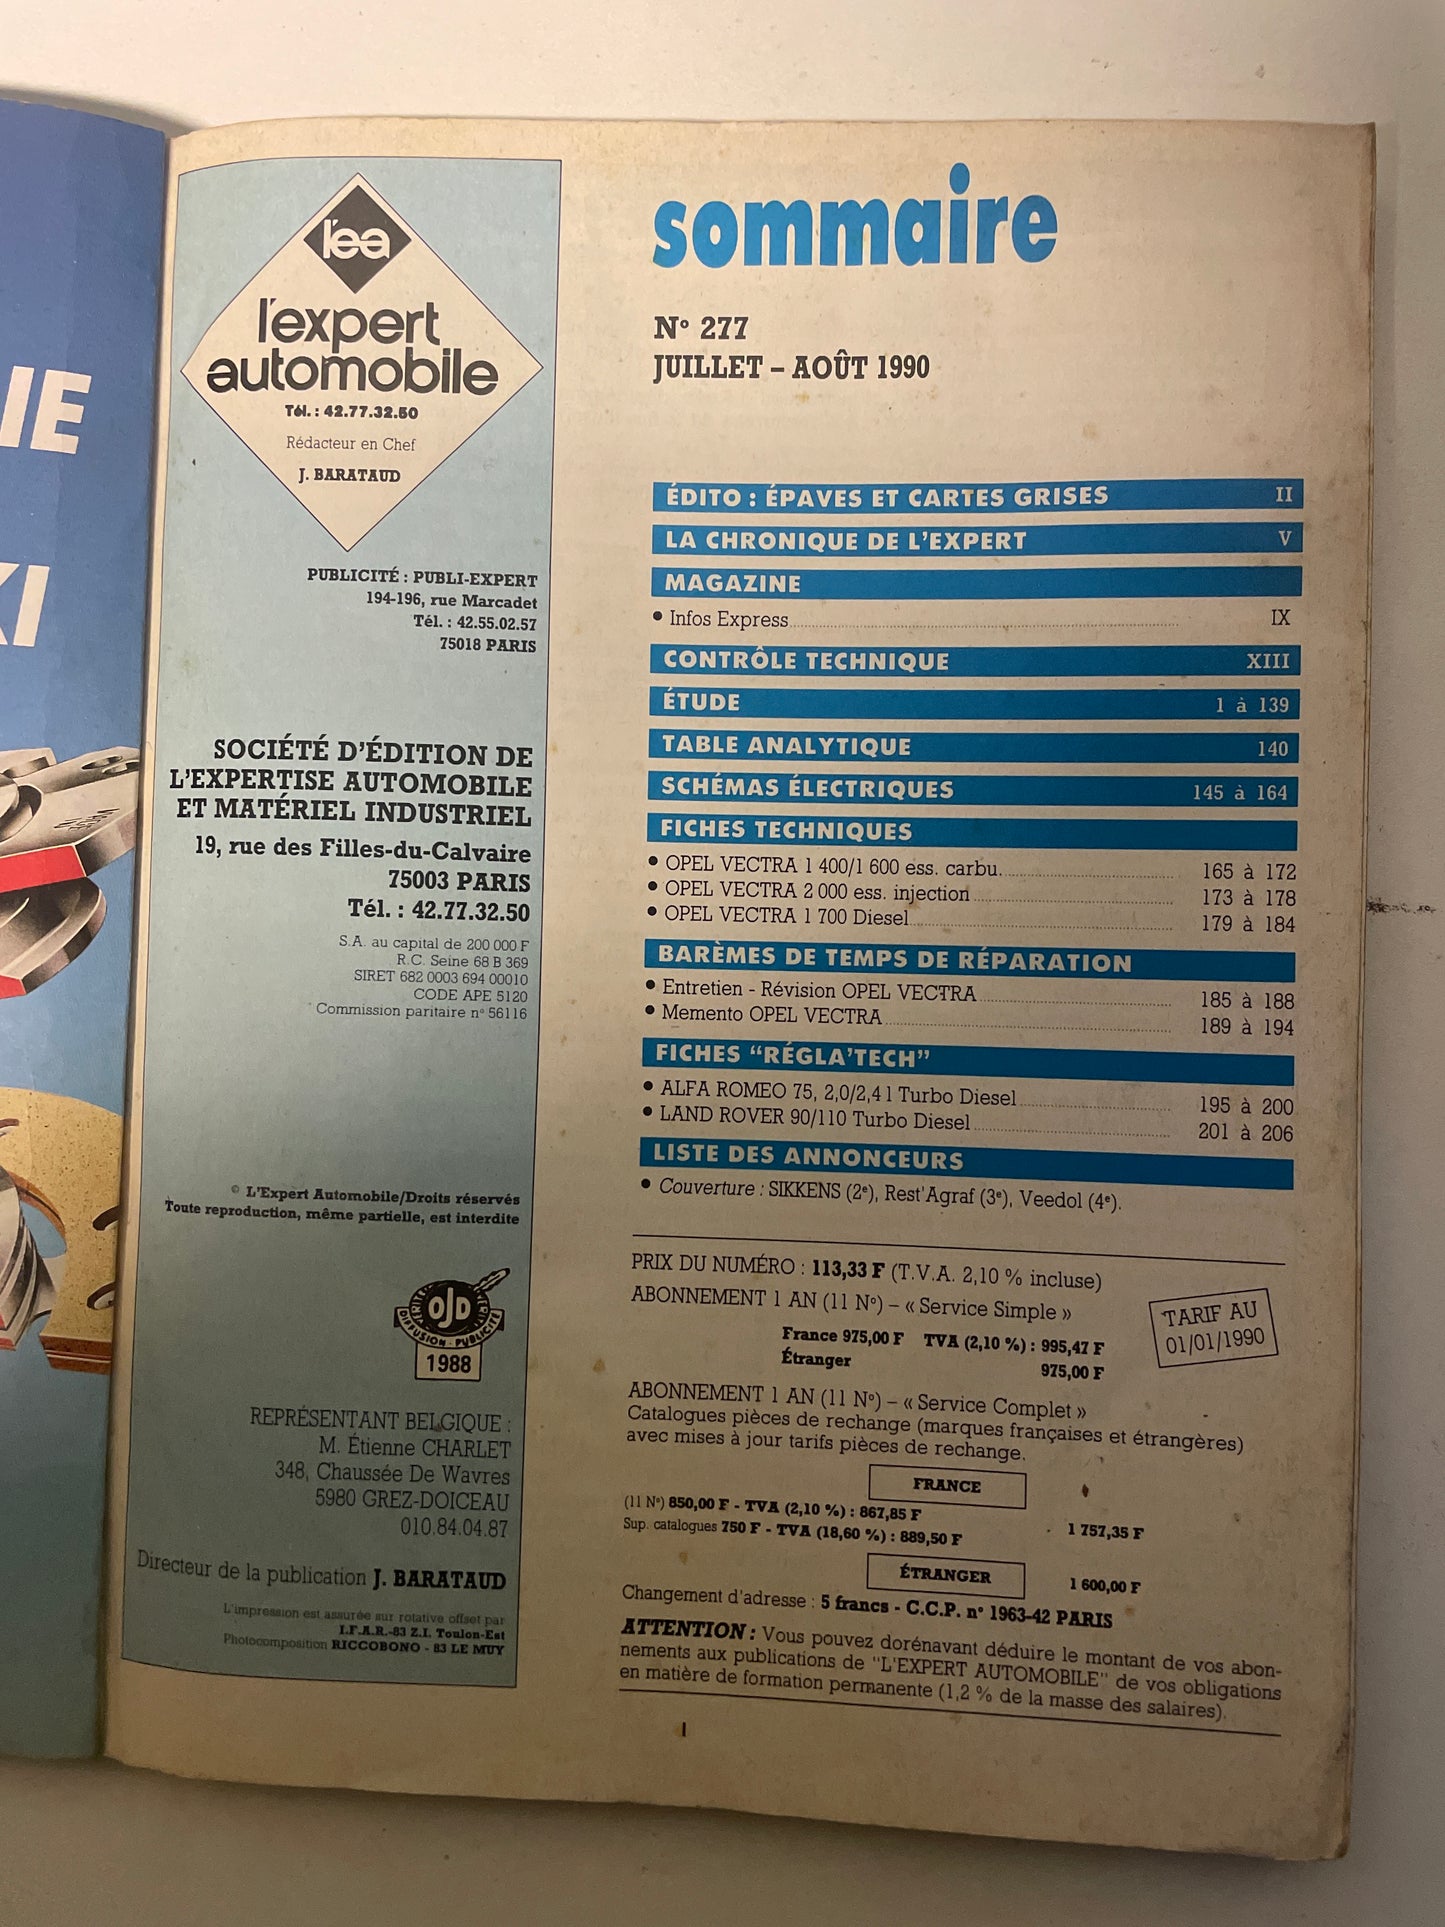 IE
KI
l'ea
l'expert
automobile
Tél. : 42.77.32.50
Rédacteur en Chef
J. BARATAUD
PUBLICITÉ : PUBLI-EXPERT
194-196, rue Marcadet
Tél. : 42.55.02.57
75018 PARIS
SOCIÉTÉ D'ÉDITION DE
L'EXPERTISE AUTOMOBILE
ET MATÉRIEL INDUSTRIEL
19, rue des Filles-du-Calvaire
75003 PARIS
Tél. : 42.77.32.50
S.A. au capital de 200 000 F
R.C. Seine 68 B 369
SIRET 682 0003 694 00010
CODE APE 5120
Commission paritaire n° 56116
© L'Expert Automobile/Droits réservés
Toute reproduction, même partielle, est interdite
OJD
DIFFUSION - PUBLICITÉ
1988
REPRÉSENTANT BELGIQUE :
M. Étienne CHARLET
348, Chaussée De Wavres
5980 GREZ-DOICEAU
010.84.04.87
Directeur de la publication J. BARATAUD
L'impression est assurée sur rotative offset par
I.F.A.R.-83 Z.I. Toulon-Est
Photocomposition RICCOBONO - 83 LE MUY
sommaire
N° 277
JUILLET – AOÛT 1990
ÉDITO : ÉPAVES ET CARTES GRISES II
LA CHRONIQUE DE L'EXPERT V
MAGAZINE
• Infos Express IX
CONTRÔLE TECHNIQUE XIII
ÉTUDE 1 à 139
TABLE ANALYTIQUE 140
SCHÉMAS ÉLECTRIQUES 145 à 164
FICHES TECHNIQUES
• OPEL VECTRA 1 400/1 600 ess. carbu. 165 à 172
• OPEL VECTRA 2 000 ess. injection 173 à 178
• OPEL VECTRA 1 700 Diesel 179 à 184
BARÈMES DE TEMPS DE RÉPARATION
• Entretien - Révision OPEL VECTRA 185 à 188
• Memento OPEL VECTRA 189 à 194
FICHES "RÉGLA'TECH"
• ALFA ROMEO 75, 2,0/2,4 l Turbo Diesel 195 à 200
• LAND ROVER 90/110 Turbo Diesel 201 à 206
LISTE DES ANNONCEURS
• Couverture : SIKKENS (2e), Rest'Agraf (3e), Veedol (4e).
PRIX DU NUMÉRO : 113,33 F (T.V.A. 2,10 % incluse)
ABONNEMENT 1 AN (11 N°) – « Service Simple »
France 975,00 F TVA (2,10 %) : 995,47 F
Étranger 975,00 F
TARIF AU
01/01/1990
ABONNEMENT 1 AN (11 N°) – « Service Complet »
Catalogues pièces de rechange (marques françaises et étrangères)
avec mises à jour tarifs pièces de rechange.
FRANCE
(11 N°) 850,00 F - TVA (2,10 %) : 867,85 F
Sup. catalogues 750 F - TVA (18,60 %) : 889,50 F
1 757,35 F
ÉTRANGER
1 600,00 F
Changement d'adresse : 5 francs - C.C.P. n° 1963-42 PARIS
ATTENTION : Vous pouvez dorénavant déduire le montant de vos abon-
nements aux publications de "L'EXPERT AUTOMOBILE" de vos obligations
en matière de formation permanente (1,2 % de la masse des salaires).
I